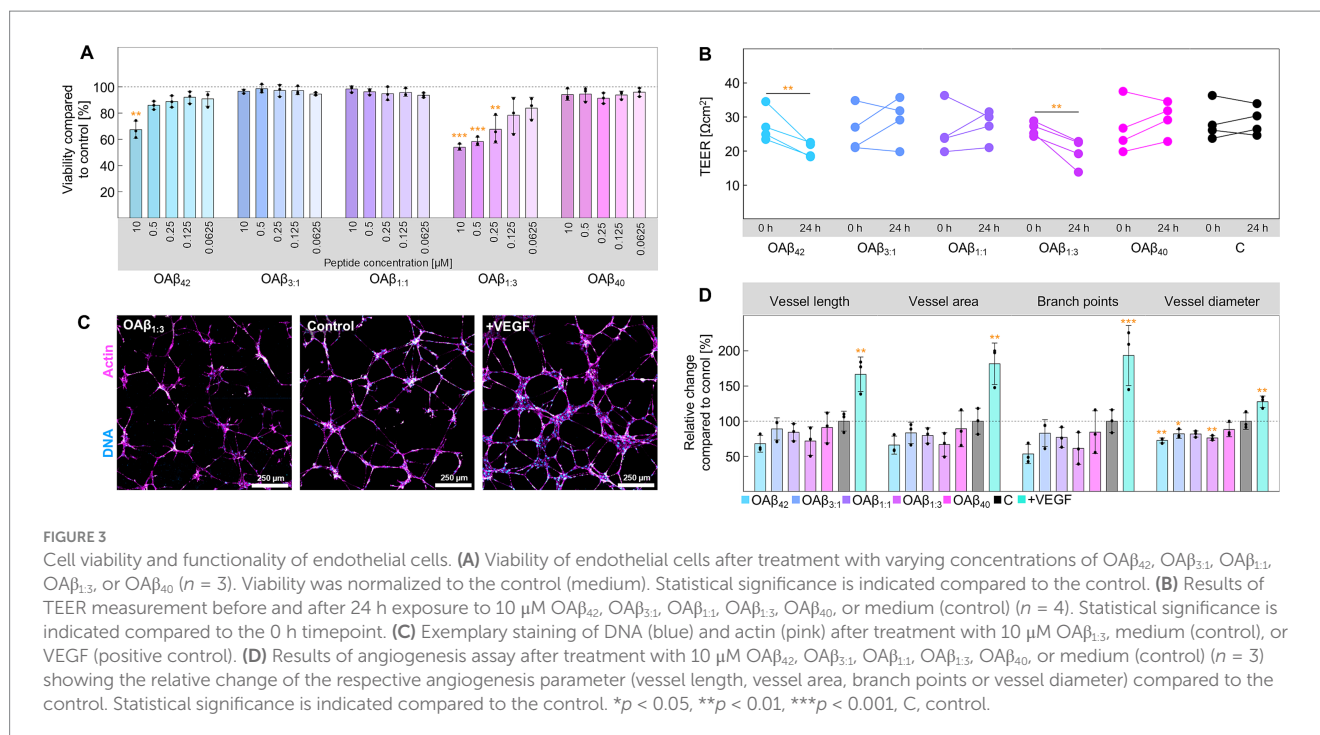 A
Viability compared
to control [%]
100
80
60
40
20
10 0.5 0.25 0.125 0.0625 10 0.5 0.25 0.125 0.0625 10 0.5 0.25 0.125 0.0625 10 0.5 0.25 0.125 0.0625 10 0.5 0.25 0.125 0.0625
** *** *** **
Peptide concentration [µM]
OAβ42 OAβ3:1 OAβ1:1 OAβ1:3 OAβ40
B
TEER [Ωcm²]
40
30
20
10
** **
0 h 24 h 0 h 24 h 0 h 24 h 0 h 24 h 0 h 24 h 0 h 24 h
OAβ42 OAβ3:1 OAβ1:1 OAβ1:3 OAβ40 C
C
DNA Actin
OAβ1:3 Control +VEGF
250 µm 250 µm 250 µm
D
Vessel length Vessel area Branch points Vessel diameter
Relative change
compared to control [%]
200
150
100
50
** ** *** ** * ** **
OAβ42 OAβ3:1 OAβ1:1 OAβ1:3 OAβ40 C +VEGF
FIGURE 3
Cell viability and functionality of endothelial cells. (A) Viability of endothelial cells after treatment with varying concentrations of OAβ42, OAβ3:1, OAβ1:1,
OAβ1:3, or OAβ40 (n = 3). Viability was normalized to the control (medium). Statistical significance is indicated compared to the control. (B) Results of
TEER measurement before and after 24 h exposure to 10 µM OAβ42, OAβ3:1, OAβ1:1, OAβ1:3, OAβ40, or medium (control) (n = 4). Statistical significance is
indicated compared to the 0 h timepoint. (C) Exemplary staining of DNA (blue) and actin (pink) after treatment with 10 µM OAβ1:3, medium (control), or
VEGF (positive control). (D) Results of angiogenesis assay after treatment with 10 µM OAβ42, OAβ3:1, OAβ1:1, OAβ1:3, OAβ40, or medium (control) (n = 3)
showing the relative change of the respective angiogenesis parameter (vessel length, vessel area, branch points or vessel diameter) compared to the
control. Statistical significance is indicated compared to the control. *p < 0.05, **p < 0.01, ***p < 0.001, C, control.